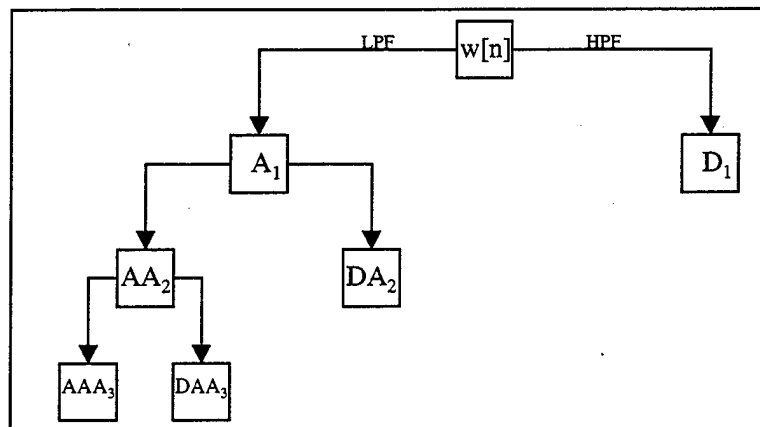 LPF w[n] HPF
A₁ D₁
AA₂ DA₂
AAA₃ DAA₃